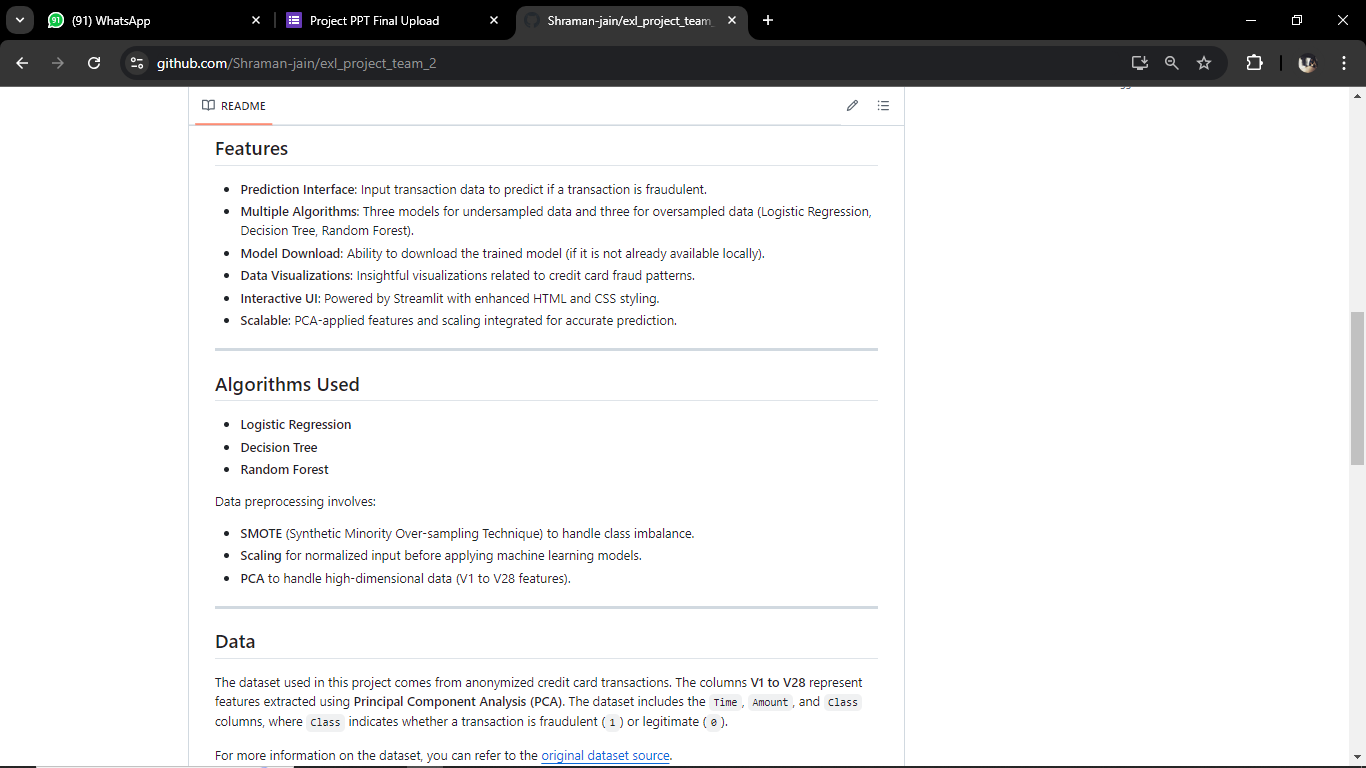 (91) WhatsApp
Project PPT Final Upload
Shraman-jain/exl_project_team_
github.com/Shraman-jain/exl_project_team_2
README
Features
Prediction Interface: Input transaction data to predict if a transaction is fraudulent.
Multiple Algorithms: Three models for undersampled data and three for oversampled data (Logistic Regression,
Decision Tree, Random Forest).
Model Download: Ability to download the trained model (if it is not already available locally).
Data Visualizations: Insightful visualizations related to credit card fraud patterns.
Interactive UI: Powered by Streamlit with enhanced HTML and CSS styling.
Scalable: PCA-applied features and scaling integrated for accurate prediction.
Algorithms Used
Logistic Regression
Decision Tree
Random Forest
Data preprocessing involves:
SMOTE (Synthetic Minority Over-sampling Technique) to handle class imbalance.
Scaling for normalized input before applying machine learning models.
PCA to handle high-dimensional data (V1 to V28 features).
Data
The dataset used in this project comes from anonymized credit card transactions. The columns V1 to V28 represent
features extracted using Principal Component Analysis (PCA). The dataset includes the Time, Amount, and Class
columns, where Class indicates whether a transaction is fraudulent (1) or legitimate (0).
For more information on the dataset, you can refer to the original dataset source.